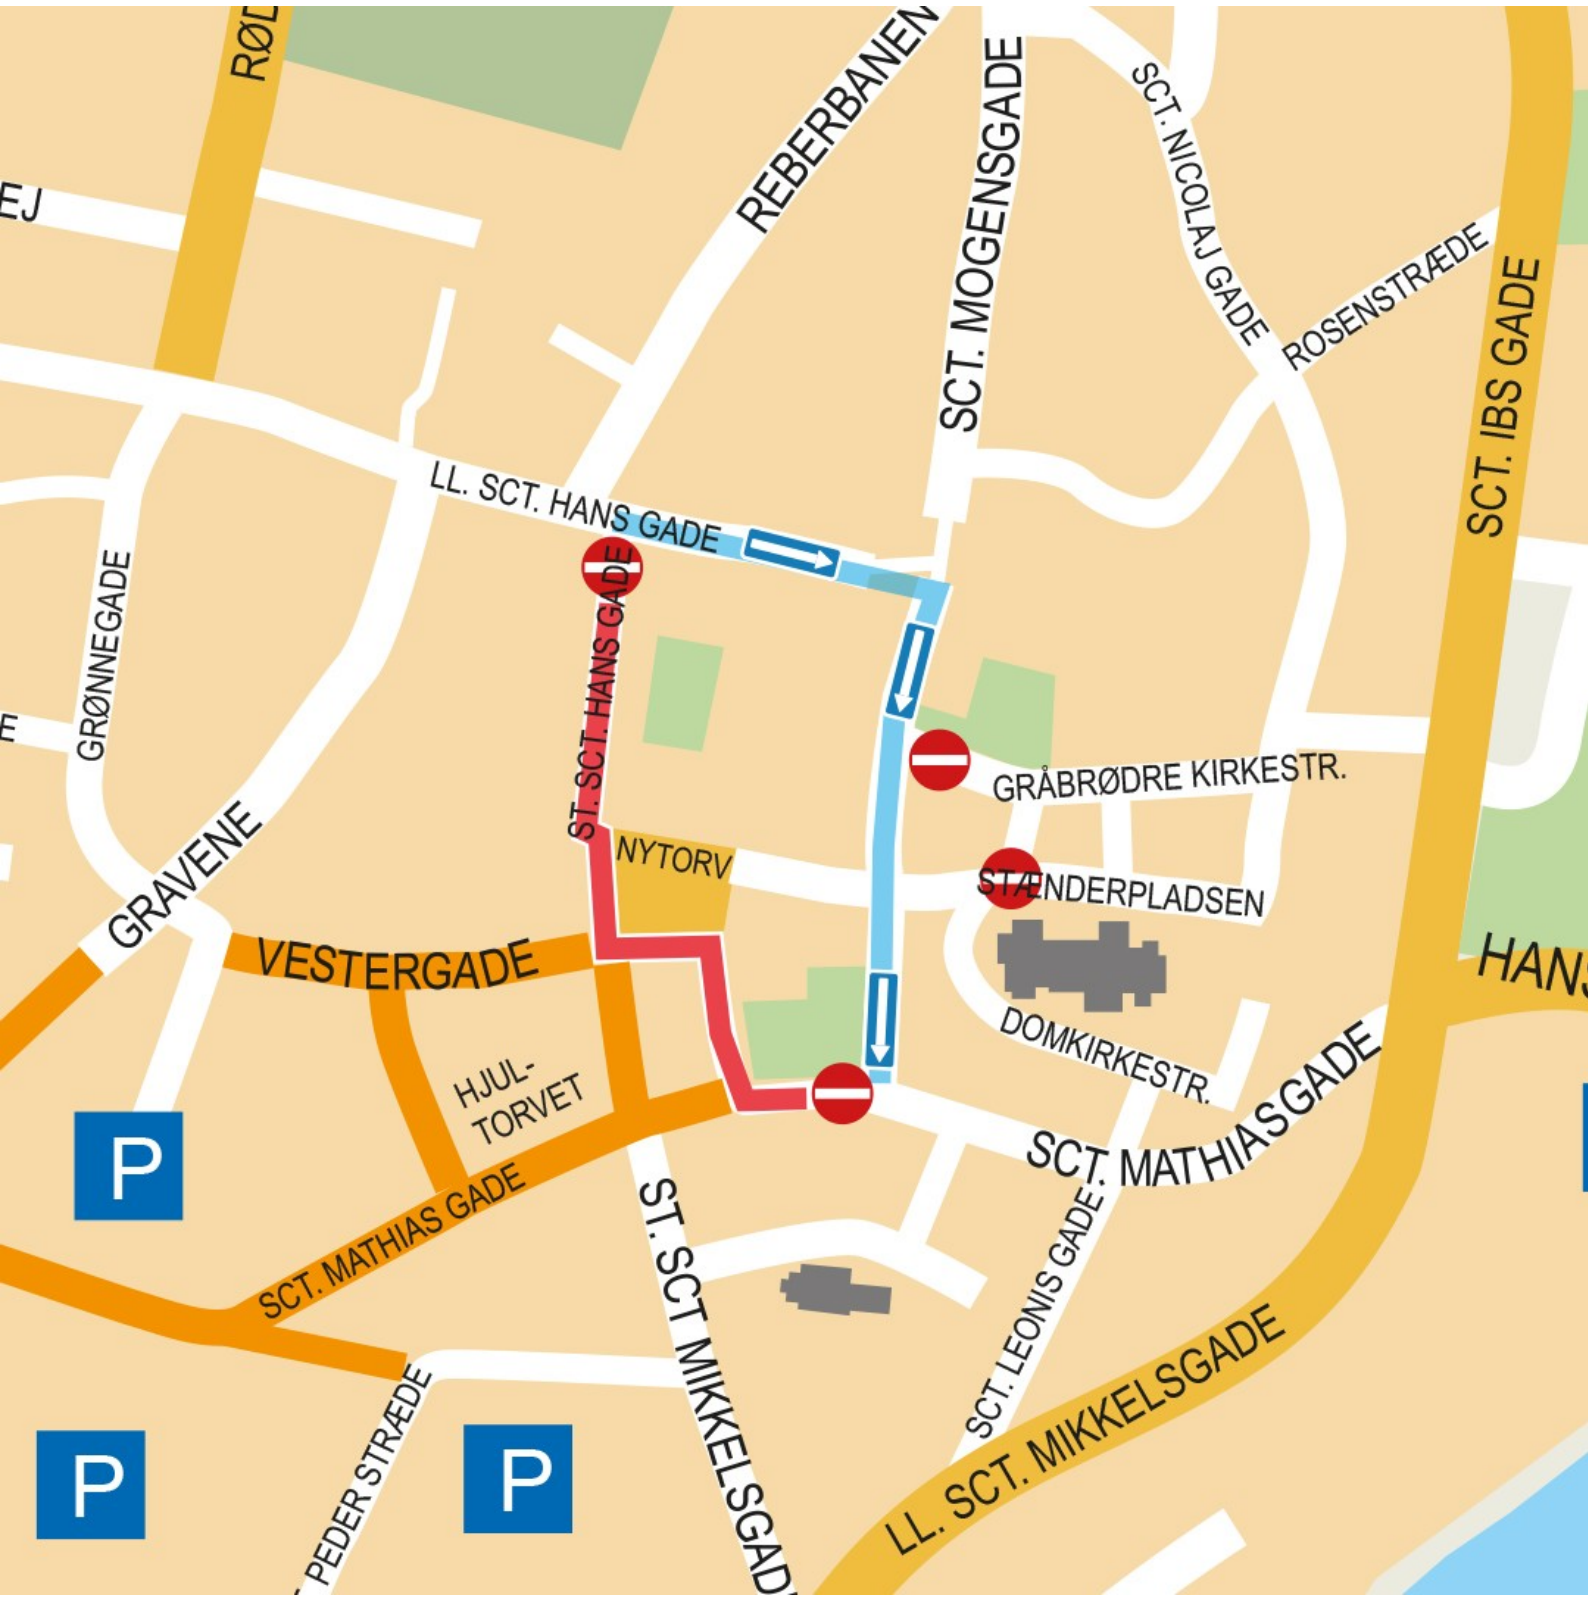 RØD
REBERBANEN
SCT. MOGENSGADE
SCT. NICOLAJ GADE
EJ
ROSENSTRÆDE
SCT. IBS GADE
LL. SCT. HANS GADE
ST. SCT. HANS GADE
GRØNNEGADE
E
GRÅBRØDRE KIRKESTR.
NYTORV
STÆNDERPLADSEN
GRAVENE
VESTERGADE
HANS
DOMKIRKESTR.
HJUL-
TORVET
SCT. MATHIASGADE
P
SCT. MATHIAS GADE
ST. SCT MIKKELSGADE
SCT. LEONIS GADE
LL. SCT. MIKKELSGADE
PEDER STRÆDE
P
P